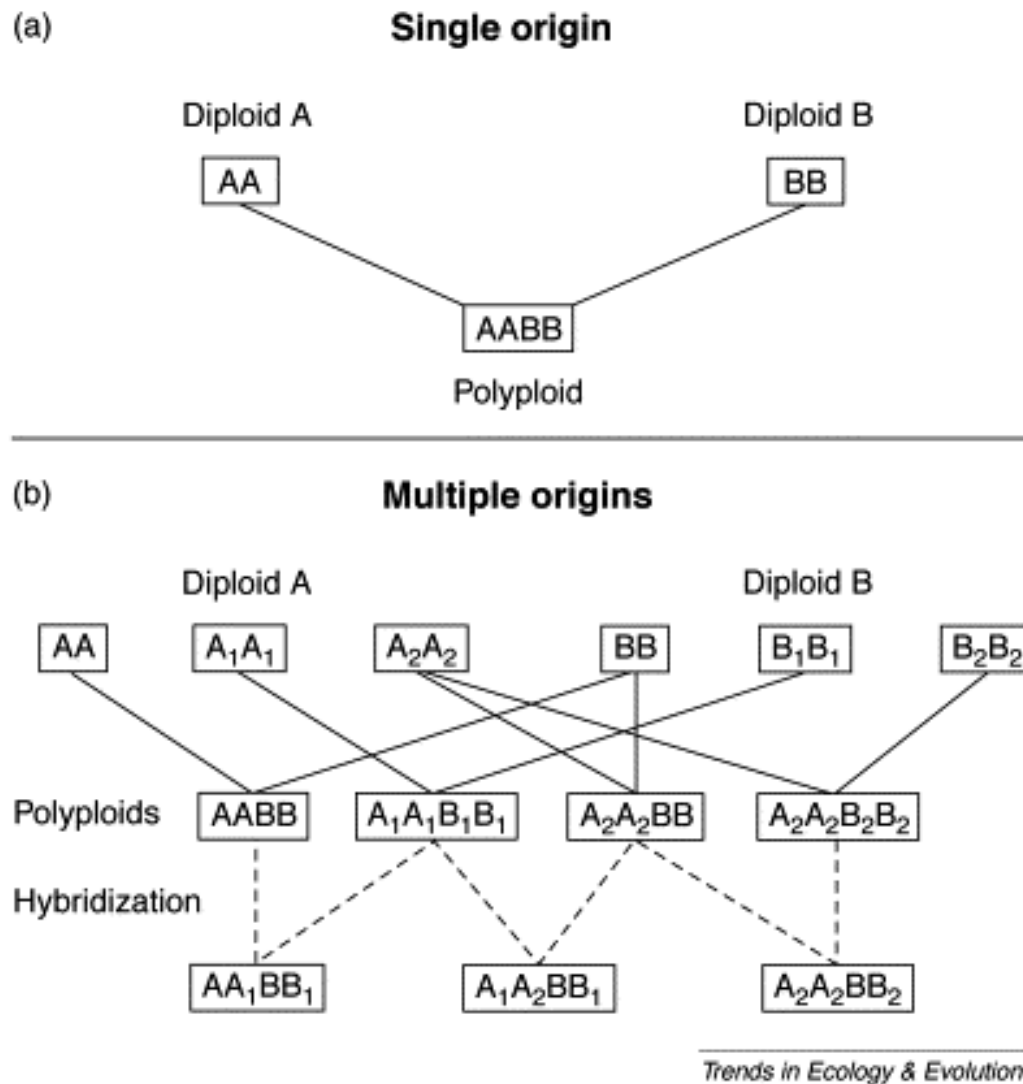 (a) Single origin
Diploid A Diploid B
AA BB
AABB
Polyploid
(b) Multiple origins
Diploid A Diploid B
AA A₁A₁ A₂A₂ BB B₁B₁ B₂B₂
Polyploids AABB A₁A₁B₁B₁ A₂A₂BB A₂A₂B₂B₂
Hybridization
AA₁BB₁ A₁A₂BB₁ A₂A₂BB₂
Trends in Ecology & Evolution